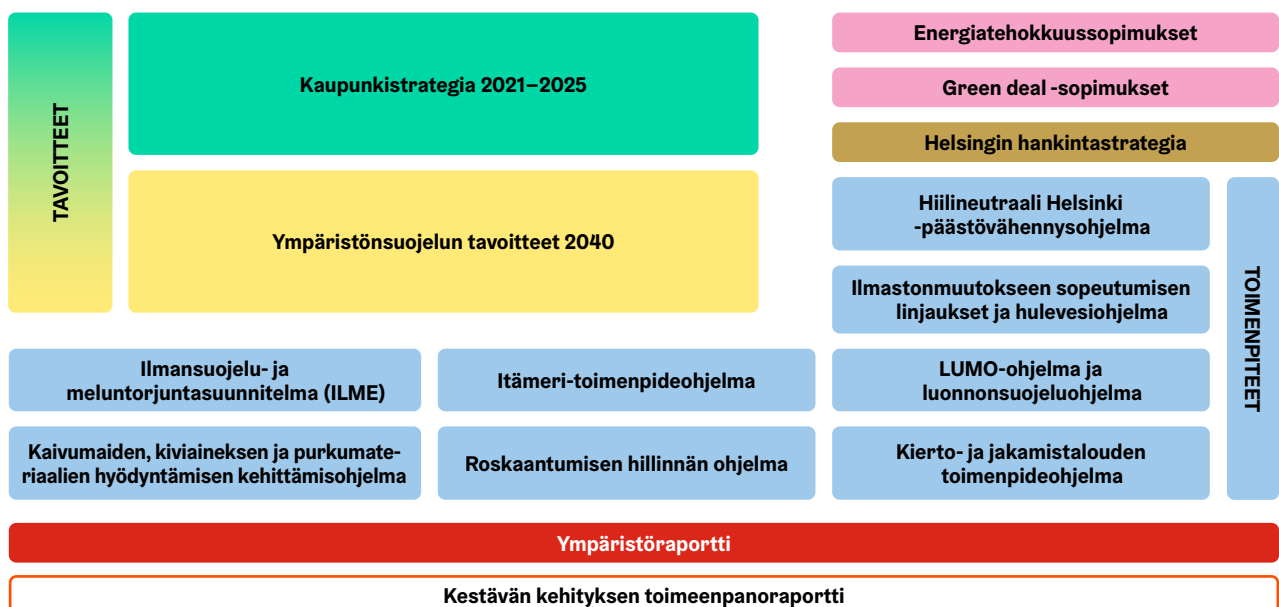 TAVOITTEET
Kaupunkistrategia 2021–2025
Ympäristönsuojelun tavoitteet 2040
Energiatehokkuussopimukset
Green deal -sopimukset
Helsingin hankintastrategia
Hiilineutraali Helsinki
-päästövähennysohjelma
Ilmastonmuutokseen sopeutumisen
linjaukset ja hulevesiohjelma
TOIMENPITEET
Ilmansuojelu- ja
meluntorjuntasuunnitelma (ILME)
Itämeri-toimenpideohjelma
LUMO-ohjelma ja
luonnonsuojeluohjelma
Kaivumaiden, kiviaineksen ja purkumate-
riaalien hyödyntämisen kehittämisohjelma
Roskaantumisen hillinnän ohjelma
Kierto- ja jakamistalouden
toimenpideohjelma
Ympäristöraportti
Kestävän kehityksen toimeenpanoraportti